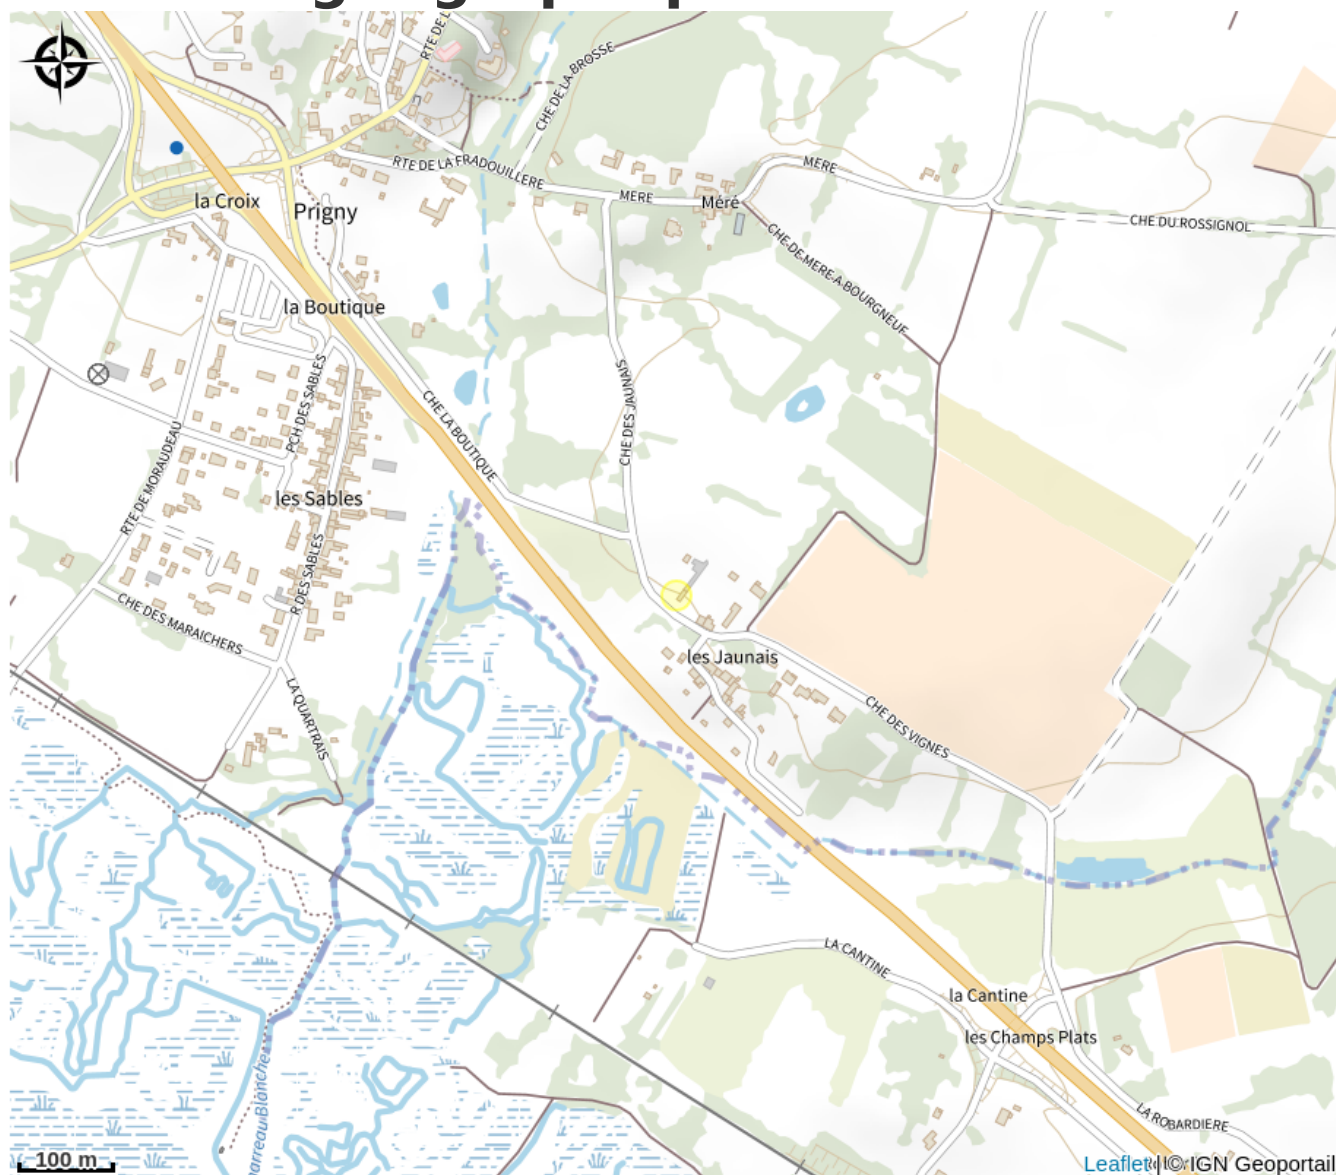 RTE DE L
CHE DE LA BROSSE
RTE DE LA FRADOUILLERE
MERE
MERE
Méré
la Croix
Prigny
CHE DU ROSSIGNOL
CHE DE MERE A BOURGNEUF
la Boutique
PCH DES SABLES
CHE LA BOUTIQUE
CHE DES JAUNAIS
RTE DE MORAUDEAU
les Sables
R DES SABLES
CHE DES MARAICHERS
les Jaunais
LA QUARTRAIS
CHE DES VIGNES
LA CANTINE
la Cantine
les Champs Plats
LA ROBARDIERE
100 m
Leaflet | © IGN Geoportail